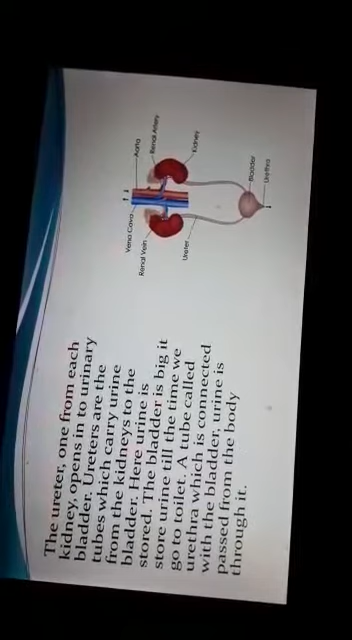 The ureter, one from each
kidney, opens in to urinary
bladder. Ureters are the
tubes which carry urine
from the kidneys to the
bladder. Here urine is
stored. The bladder is big it
store urine till the time we
go to toilet. A tube called
urethra which is connected
with the bladder, urine is
passed from the body
through it.
Vena Cava
Aorta
Renal Artery
Renal Vein
Kidney
Ureter
Bladder
Urethra